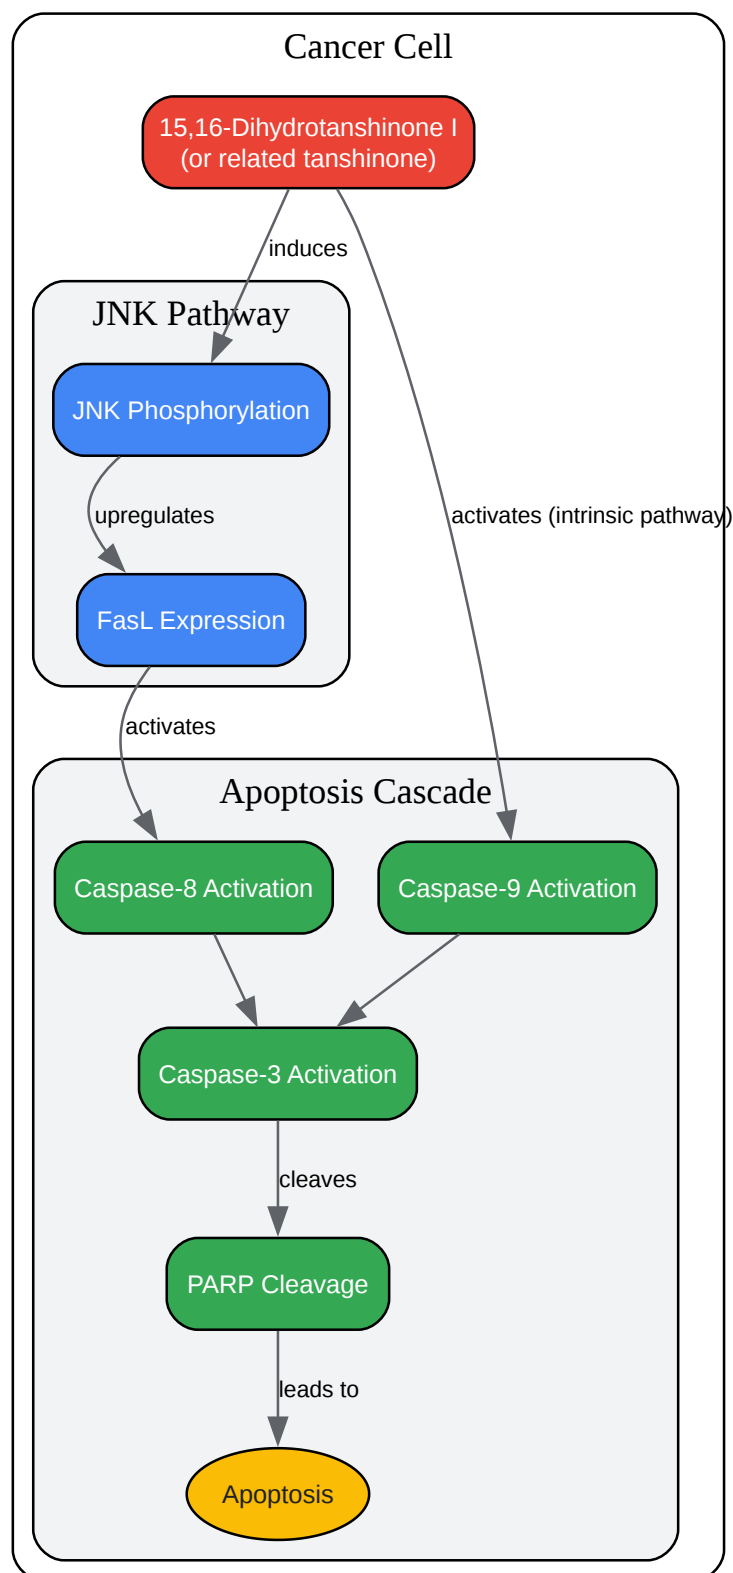 Cancer Cell
15,16-Dihydrotanshinone I
(or related tanshinone)
induces
JNK Pathway
JNK Phosphorylation
upregulates
activates (intrinsic pathway)
FasL Expression
activates
Apoptosis Cascade
Caspase-8 Activation
Caspase-9 Activation
Caspase-3 Activation
cleaves
PARP Cleavage
leads to
Apoptosis